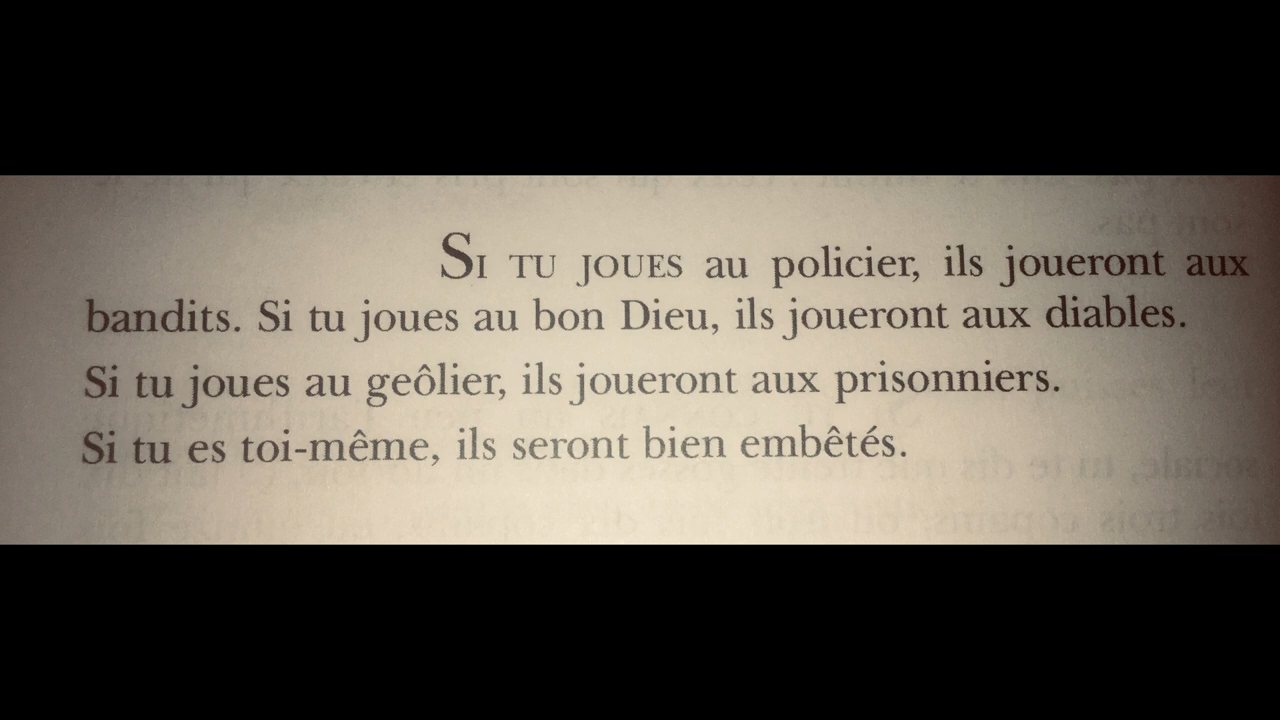 SI TU JOUES au policier, ils joueront aux
bandits. Si tu joues au bon Dieu, ils joueront aux diables.
Si tu joues au geôlier, ils joueront aux prisonniers.
Si tu es toi-même, ils seront bien embêtés.